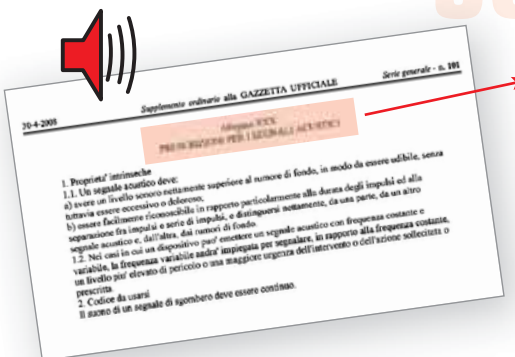 30-4-2008 Supplemento ordinario alla GAZZETTA UFFICIALE Serie generale - n. 101
Allegato XXX
PRESCRIZIONI PER I SEGNALI ACUSTICI
1. Proprieta' intrinseche
1.1. Un segnale acustico deve:
a) avere un livello sonoro nettamente superiore al rumore di fondo, in modo da essere udibile, senza
tuttavia essere eccessivo o doloroso;
b) essere facilmente riconoscibile in rapporto particolarmente alla durata degli impulsi ed alla
separazione fra impulsi e serie di impulsi, e distinguersi nettamente, da una parte, da un altro
segnale acustico e, dall'altra, dai rumori di fondo.
1.2. Nei casi in cui un dispositivo puo' emettere un segnale acustico con frequenza costante e
variabile, la frequenza variabile andra' impiegata per segnalare, in rapporto alla frequenza costante,
un livello piu' elevato di pericolo o una maggiore urgenza dell'intervento o dell'azione sollecitata o
prescritta.
2. Codice da usarsi
Il suono di un segnale di sgombero deve essere continuo.